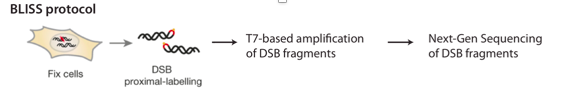 BLISS protocol
Fix cells
DSB
proximal-labelling
T7-based amplification
of DSB fragments
Next-Gen Sequencing
of DSB fragments